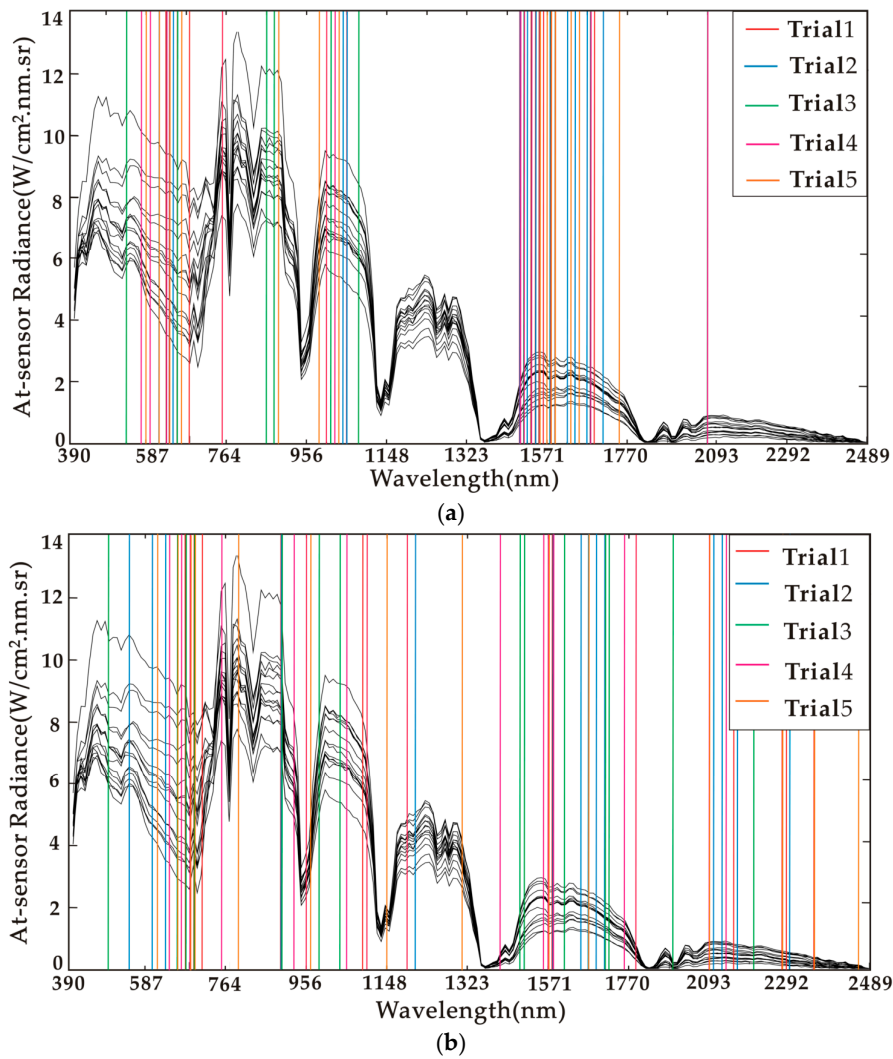 14
12
10
8
6
4
2
0
At-sensor Radiance(W/cm².nm.sr)
Trial1
Trial2
Trial3
Trial4
Trial5
390 587 764 956 1148 1323 1571 1770 2093 2292 2489
Wavelength(nm)
(a)
14
12
10
8
6
4
2
0
At-sensor Radiance(W/cm².nm.sr)
Trial1
Trial2
Trial3
Trial4
Trial5
390 587 764 956 1148 1323 1571 1770 2093 2292 2489
Wavelength(nm)
(b)